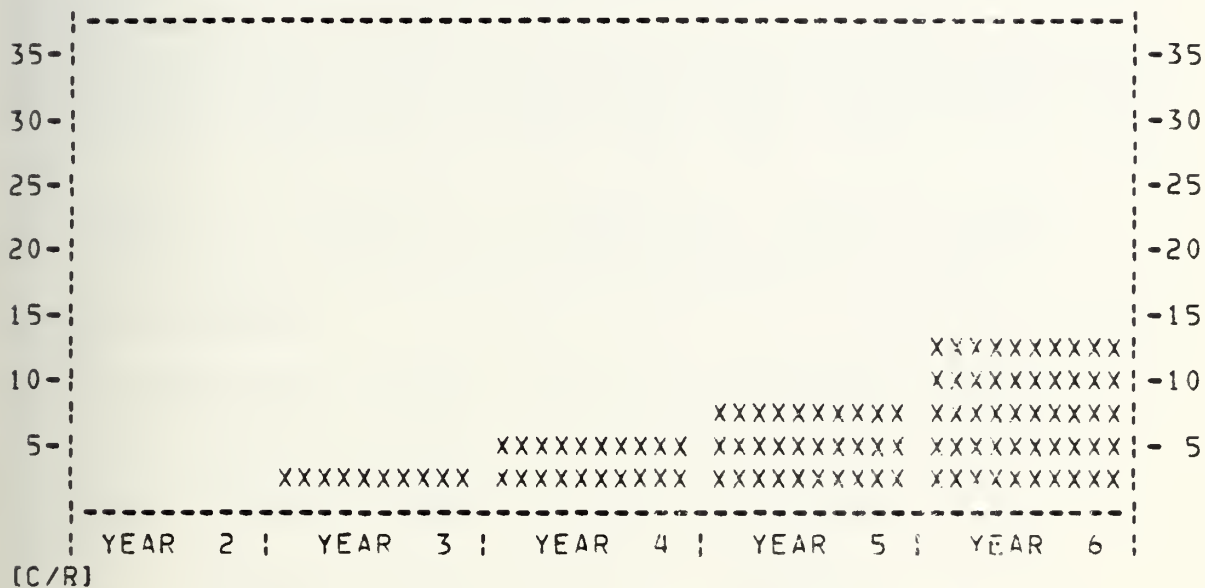 35- -35
30- -30
25- -25
20- -20
15- -15
XXXXXXXXXX
10- XXXXXXXXXX -10
XXXXXXXXXX XXXXXXXXXX
5- XXXXXXXXXX XXXXXXXXXX XXXXXXXXXX - 5
XXXXXXXXXX XXXXXXXXXX XXXXXXXXXX XXXXXXXXXX
YEAR 2 YEAR 3 YEAR 4 YEAR 5 YEAR 6
[C/R]